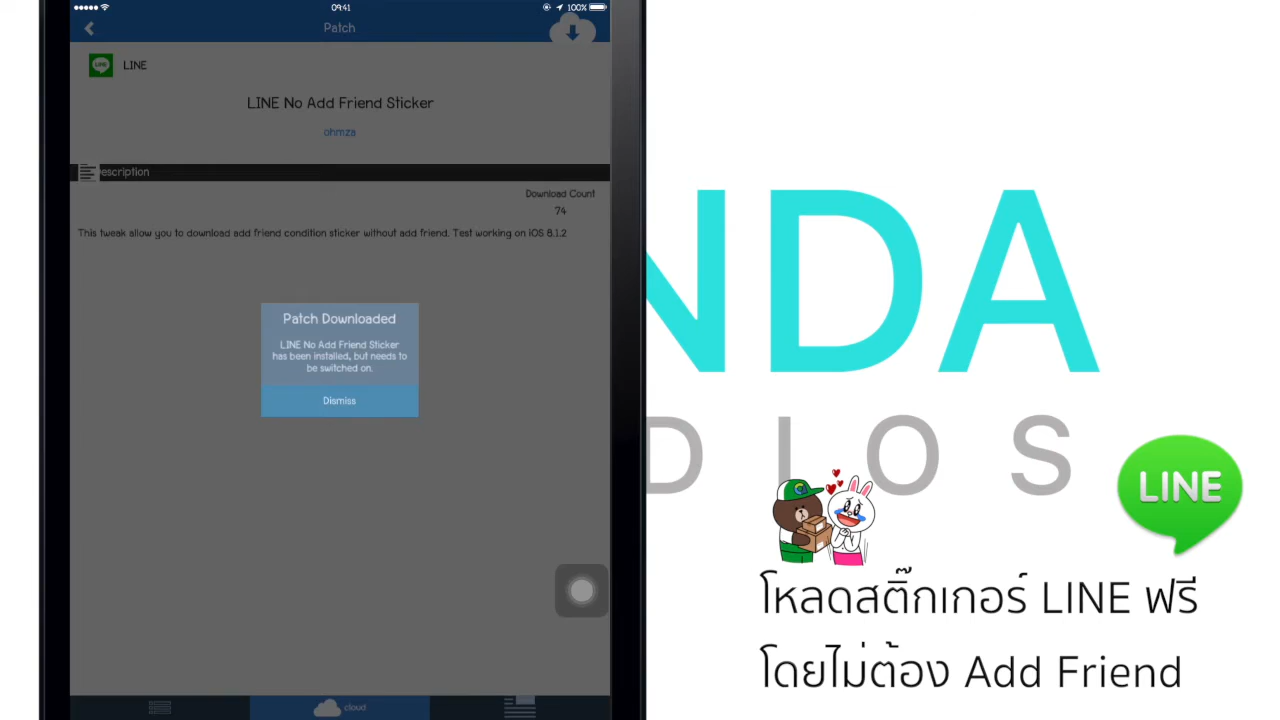 09:41
100%
Patch
LINE
LINE No Add Friend Sticker
ohmza
escription
Download Count
74
This tweak allow you to download add friend condition sticker without add friend. Test working on iOS 8.1.2
Patch Downloaded
LINE No Add Friend Sticker
has been installed, but needs to
be switched on.
Dismiss
cloud
NDA
DIOS
LINE
โหลดสติ๊กเกอร์ LINE ฟรี
โดยไม่ต้อง Add Friend